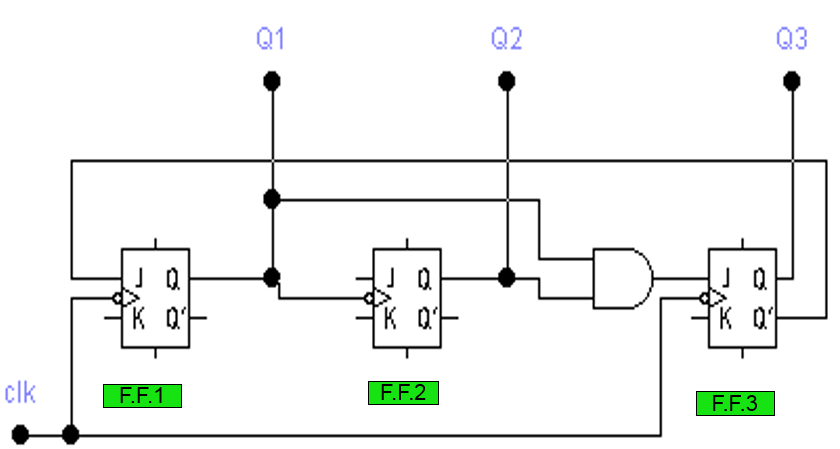 Q1 Q2 Q3
J Q J Q J Q
K Q' K Q' K Q'
clk
F.F.1 F.F.2 F.F.3